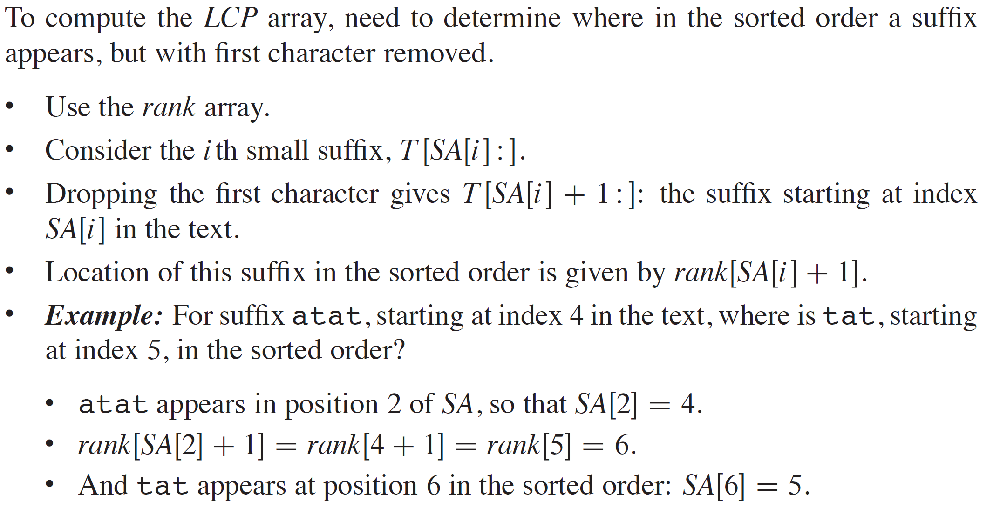 To compute the LCP array, need to determine where in the sorted order a suffix
appears, but with first character removed.
• Use the rank array.
• Consider the i th small suffix, T[SA[i]:].
• Dropping the first character gives T[SA[i] + 1:]: the suffix starting at index
SA[i] in the text.
• Location of this suffix in the sorted order is given by rank[SA[i] + 1].
• Example: For suffix atat, starting at index 4 in the text, where is tat, starting
at index 5, in the sorted order?
• atat appears in position 2 of SA, so that SA[2] = 4.
• rank[SA[2] + 1] = rank[4 + 1] = rank[5] = 6.
• And tat appears at position 6 in the sorted order: SA[6] = 5.